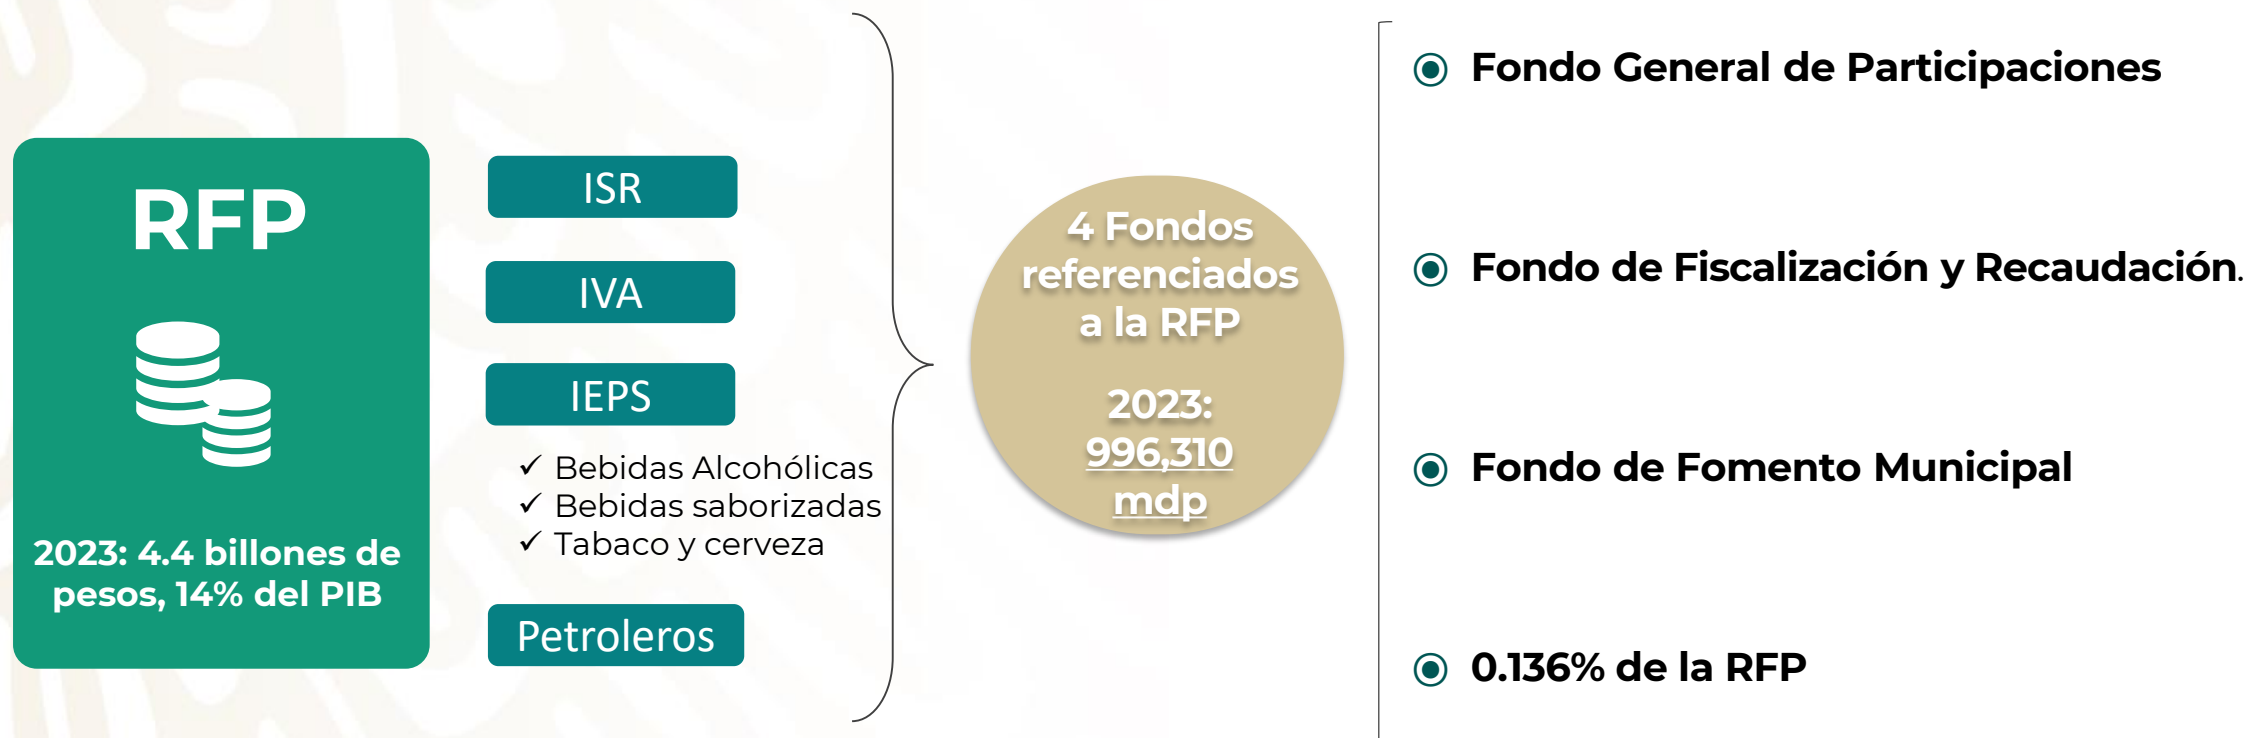 RFP
2023: 4.4 billones de
pesos, 14% del PIB
ISR
IVA
IEPS
✓ Bebidas Alcohólicas
✓ Bebidas saborizadas
✓ Tabaco y cerveza
Petroleros
4 Fondos
referenciados
a la RFP
2023:
996,310
mdp
Fondo General de Participaciones
Fondo de Fiscalización y Recaudación.
Fondo de Fomento Municipal
0.136% de la RFP